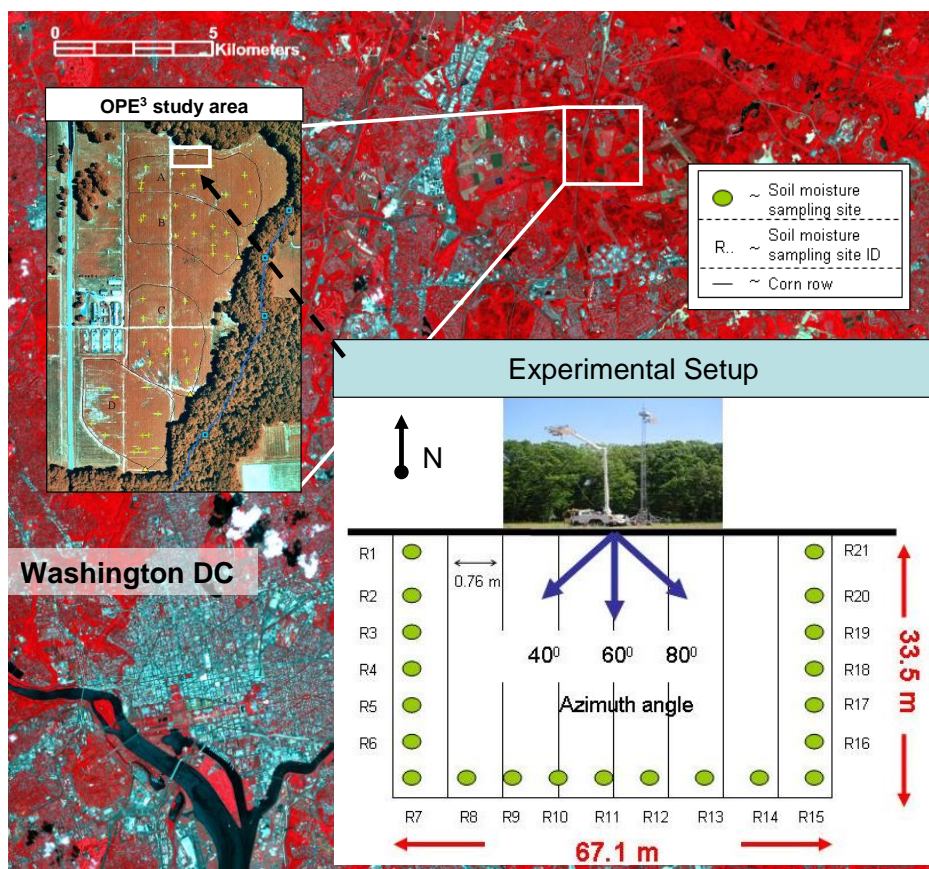 0 5
Kilometers
OPE³ study area
A
B
C
D
~ Soil moisture
sampling site
R.. ~ Soil moisture
sampling site ID
~ Corn row
Experimental Setup
N
Washington DC
R1
R2
R3
R4
R5
R6
0.76 m
40⁰ 60⁰ 80⁰
Azimuth angle
R21
R20
R19
R18
R17
R16
33.5 m
R7 R8 R9 R10 R11 R12 R13 R14 R15
67.1 m